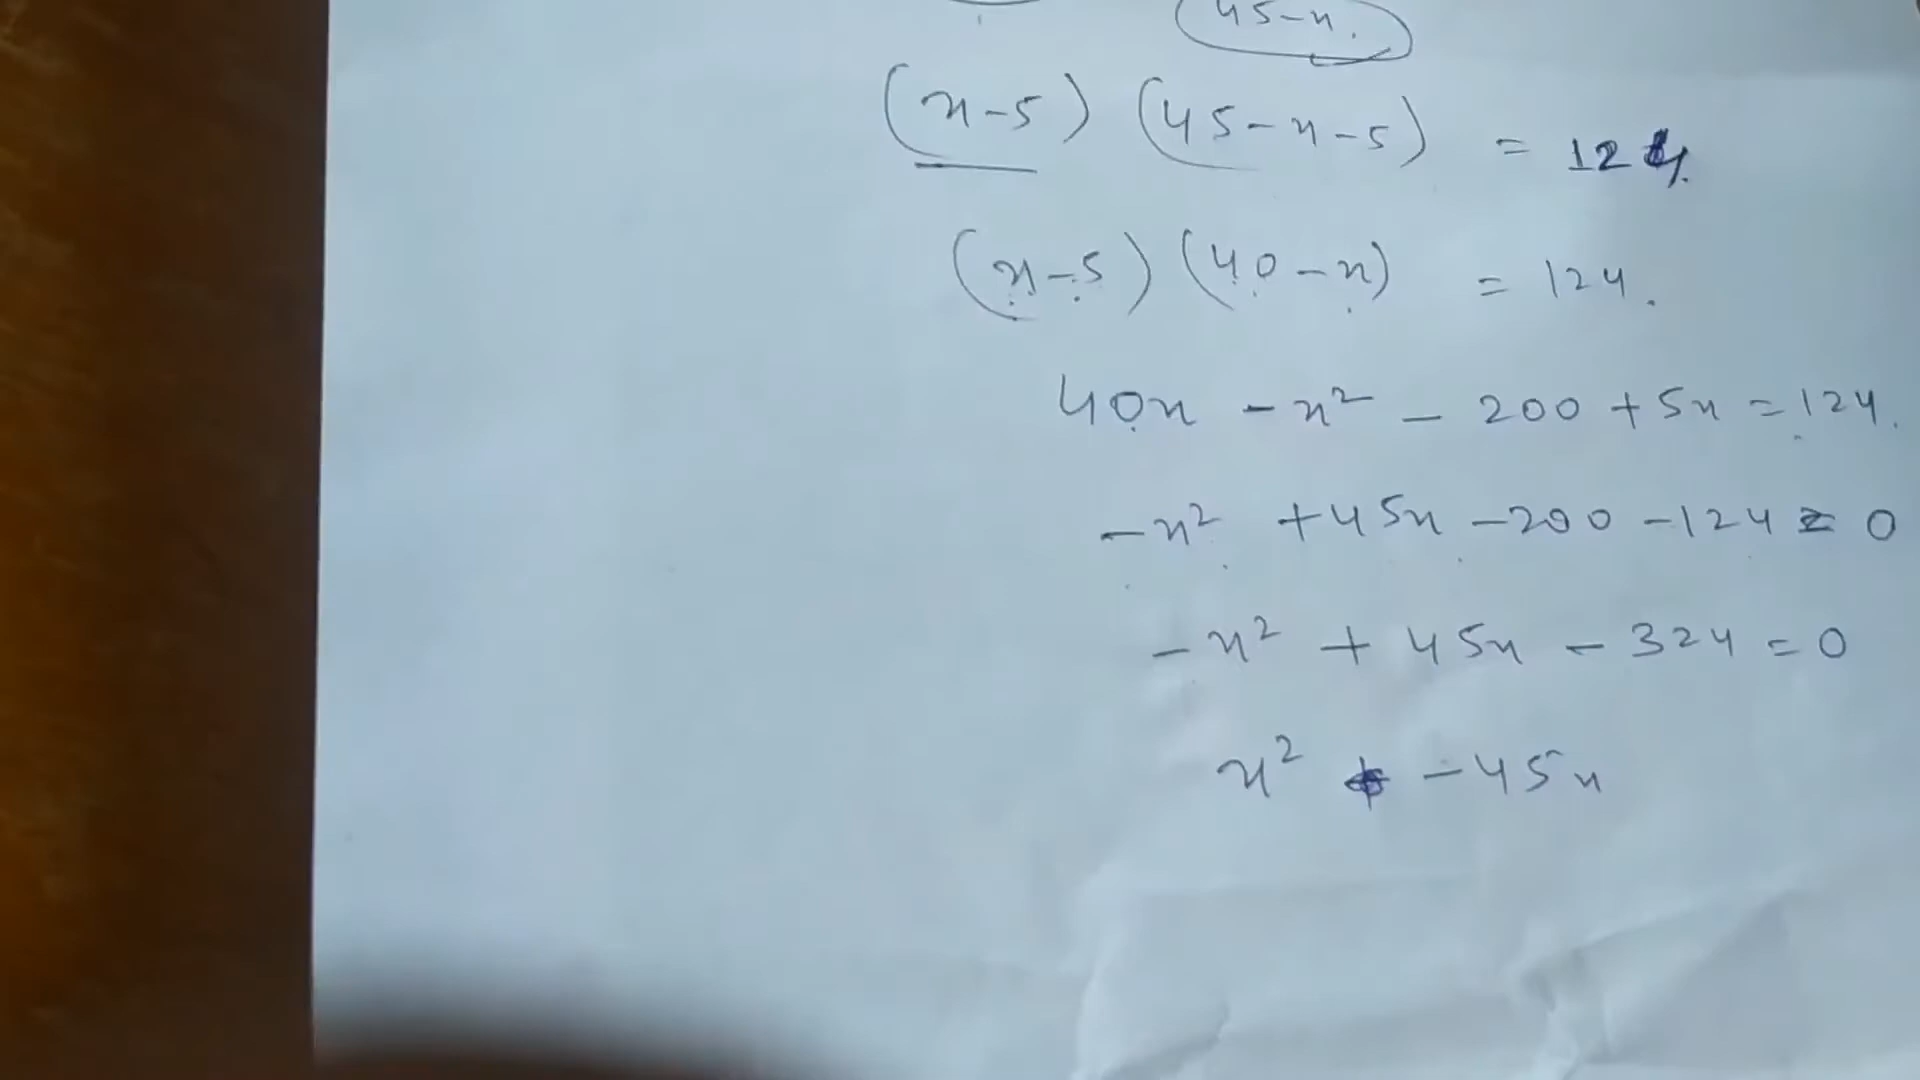 45-x.
(x-5) (45-x-5) = 124.
(x-5) (40-x) = 124.
40x - x² - 200 + 5x = 124.
-x² + 45x - 200 - 124 = 0
-x² + 45x - 324 = 0
x² - 45x